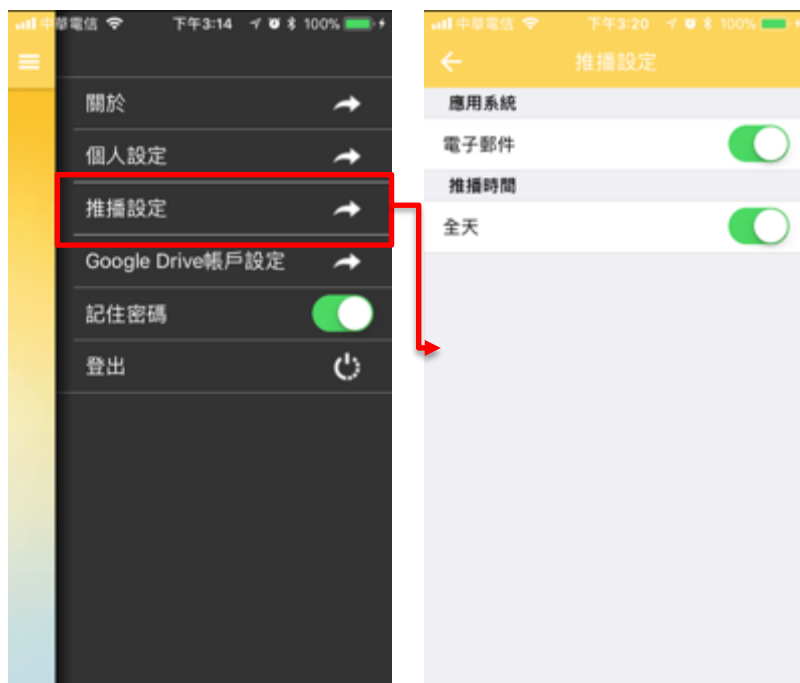 中華電信 下午3:14 100%
關於
個人設定
推播設定
Google Drive帳戶設定
記住密碼
登出
中華電信 下午3:20 100%
推播設定
應用系統
電子郵件
推播時間
全天